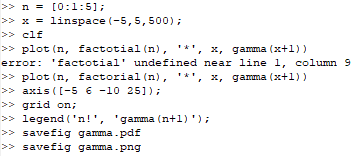 >> n = [0:1:5];
>> x = linspace(-5,5,500);
>> clf
>> plot(n, factotial(n), '*', x, gamma(x+1))
error: 'factotial' undefined near line 1, column 9
>> plot(n, factorial(n), '*', x, gamma(x+1))
>> axis([-5 6 -10 25]);
>> grid on;
>> legend('n!', 'gamma(n+1)');
>> savefig gamma.pdf
>> savefig gamma.png